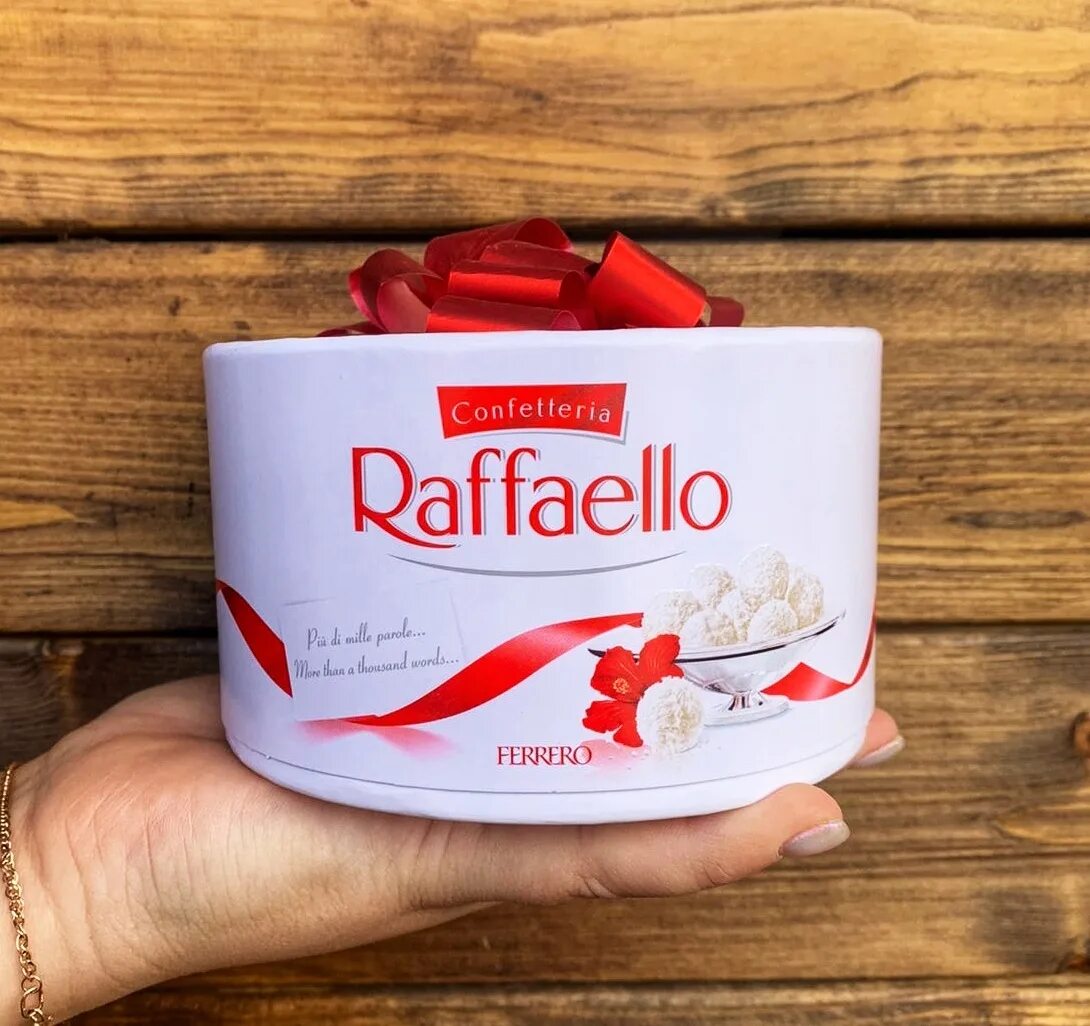 Confetteria
Raffaello
Più di mille parole...
More than a thousand words...
FERRERO